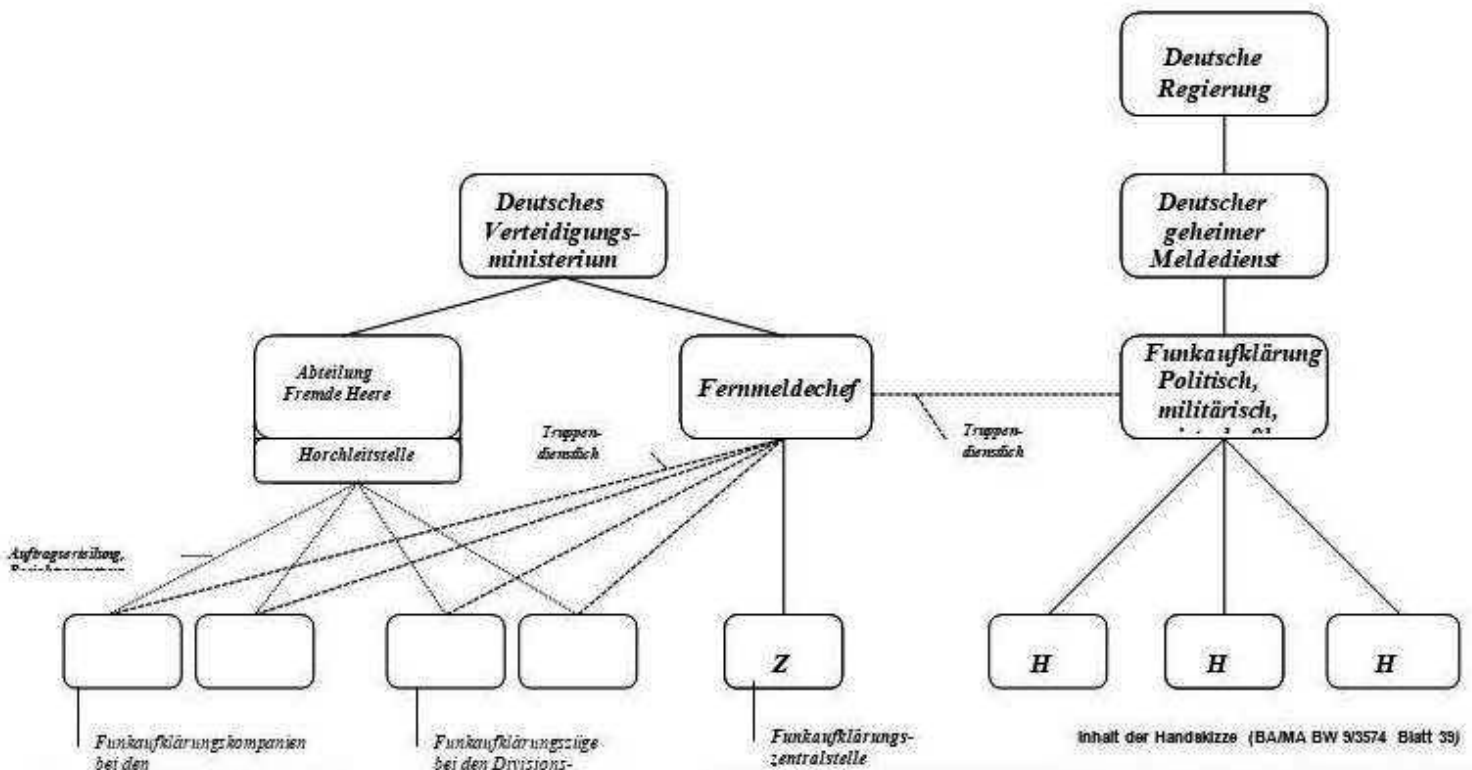 Deutsche
Regierung
Deutsches
Verteidigungs-
ministerium
Deutscher
geheimer
Meldedienst
Abteilung
Fremde Heere
Horchleitstelle
Fernmeldechef
Funkaufklärung
Politisch,
militärisch,
Truppen-
dienstlich
Truppen-
dienstlich
Auftragserteilung,
Z
H
H
H
Funkaufklärungskompanien
bei den
Funkaufklärungszüge
bei den Divisions-
Funkaufklärungs-
zentralstelle
Inhalt der Handskizze (BA/MA BW 9/3574 Blatt 39)